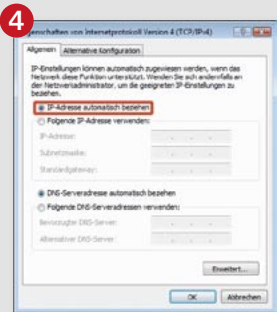 4
Eigenschaften von Internetprotokoll Version 4 (TCP/IPv4)
Allgemein Alternative Konfiguration
IP-Einstellungen können automatisch zugewiesen werden, wenn das
Netzwerk diese Funktion unterstützt. Wenden Sie sich andernfalls an
den Netzwerkadministrator, um die geeigneten IP-Einstellungen zu
beziehen.
IP-Adresse automatisch beziehen
Folgende IP-Adresse verwenden:
IP-Adresse:
Subnetzmaske:
Standardgateway:
DNS-Serveradresse automatisch beziehen
Folgende DNS-Serveradressen verwenden:
Bevorzugter DNS-Server:
Alternativer DNS-Server:
Erweitert...
OK Abbrechen